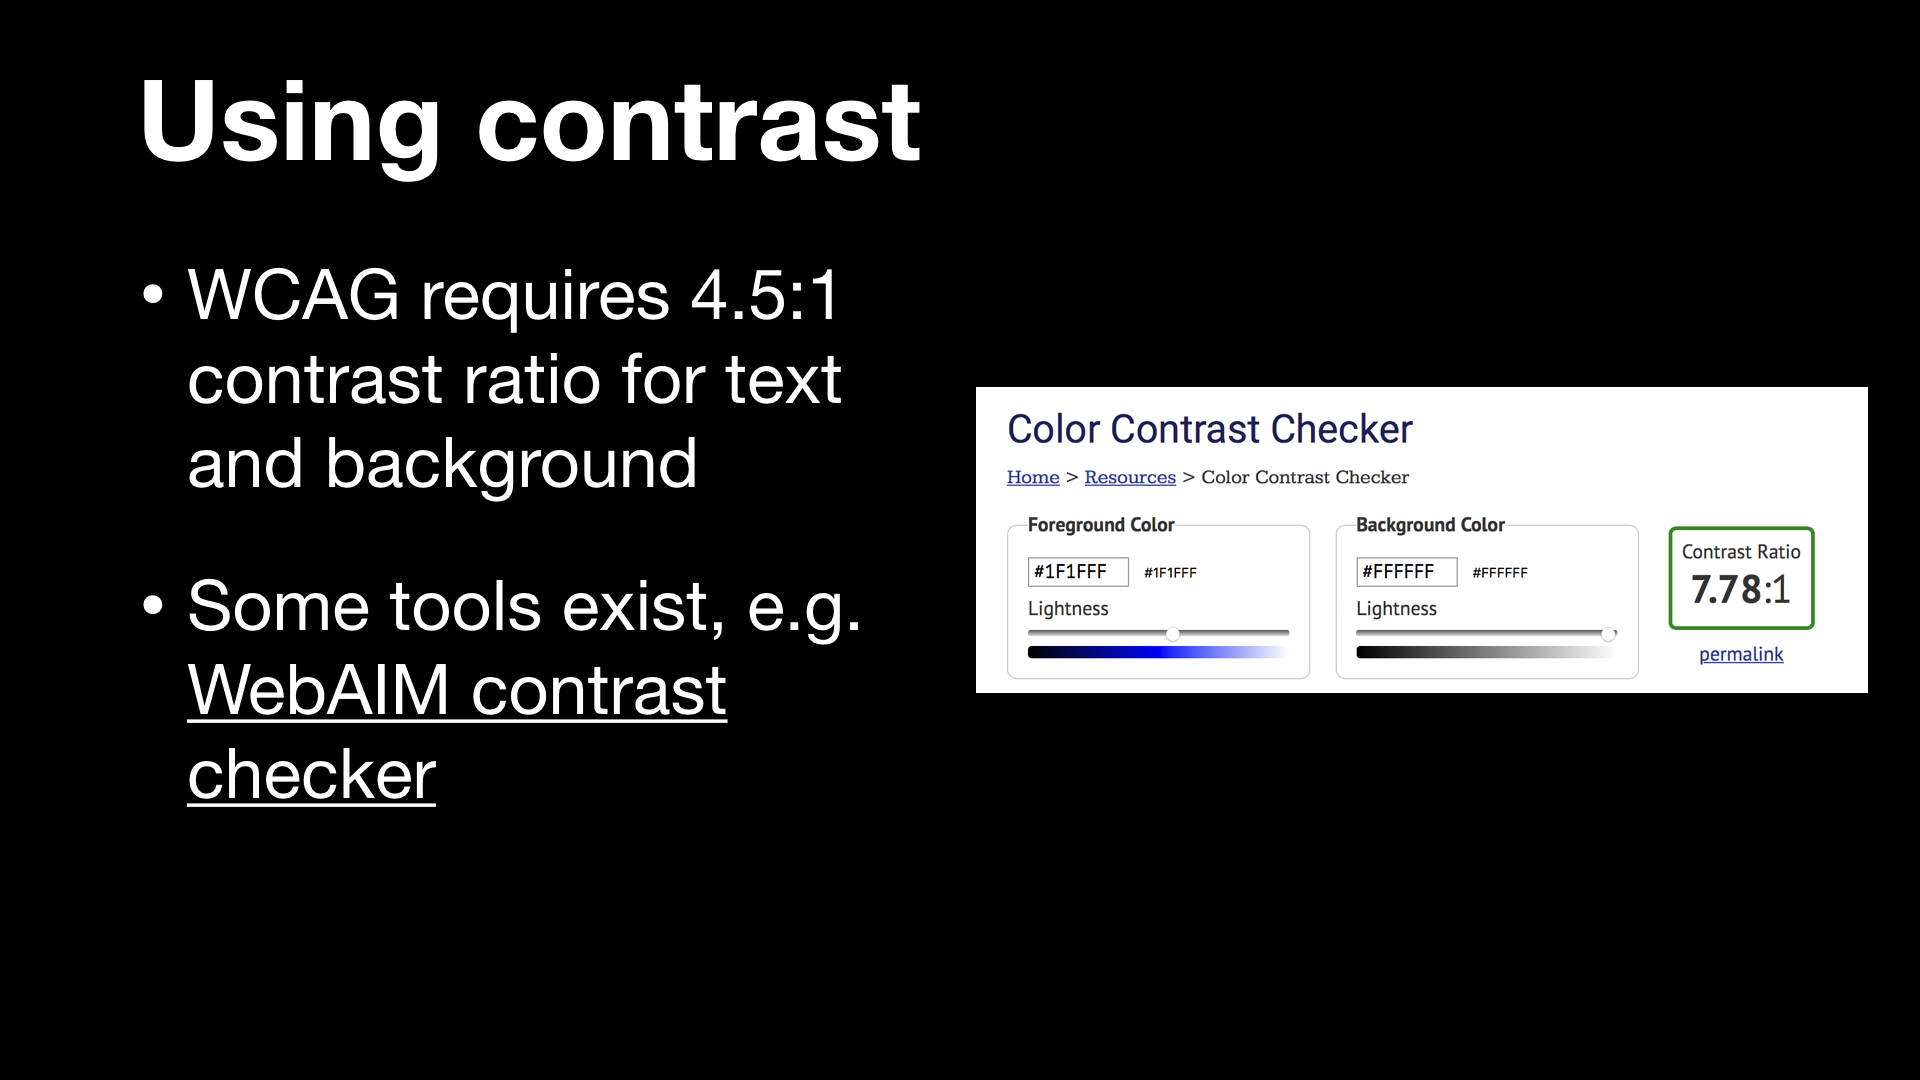 Using contrast
• WCAG requires 4.5:1
contrast ratio for text
and background
• Some tools exist, e.g.
WebAIM contrast
checker
Color Contrast Checker
Home > Resources > Color Contrast Checker
Foreground Color
#1F1FFF #1F1FFF
Lightness
Background Color
#FFFFFF #FFFFFF
Lightness
Contrast Ratio
7.78:1
permalink